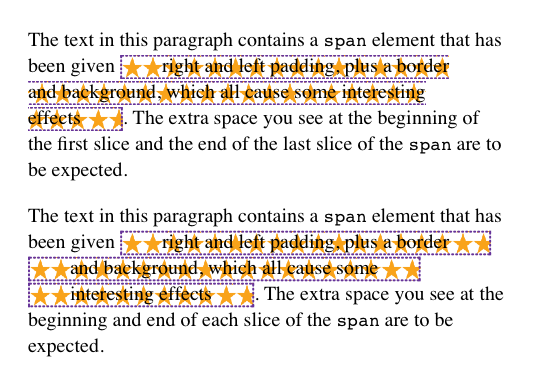 The text in this paragraph contains a span element that has
been given right and left padding, plus a border
and background, which all cause some interesting
effects. The extra space you see at the beginning of
the first slice and the end of the last slice of the span are to
be expected.
The text in this paragraph contains a span element that has
been given right and left padding, plus a border
and background, which all cause some
interesting effects. The extra space you see at the
beginning and end of each slice of the span are to be
expected.